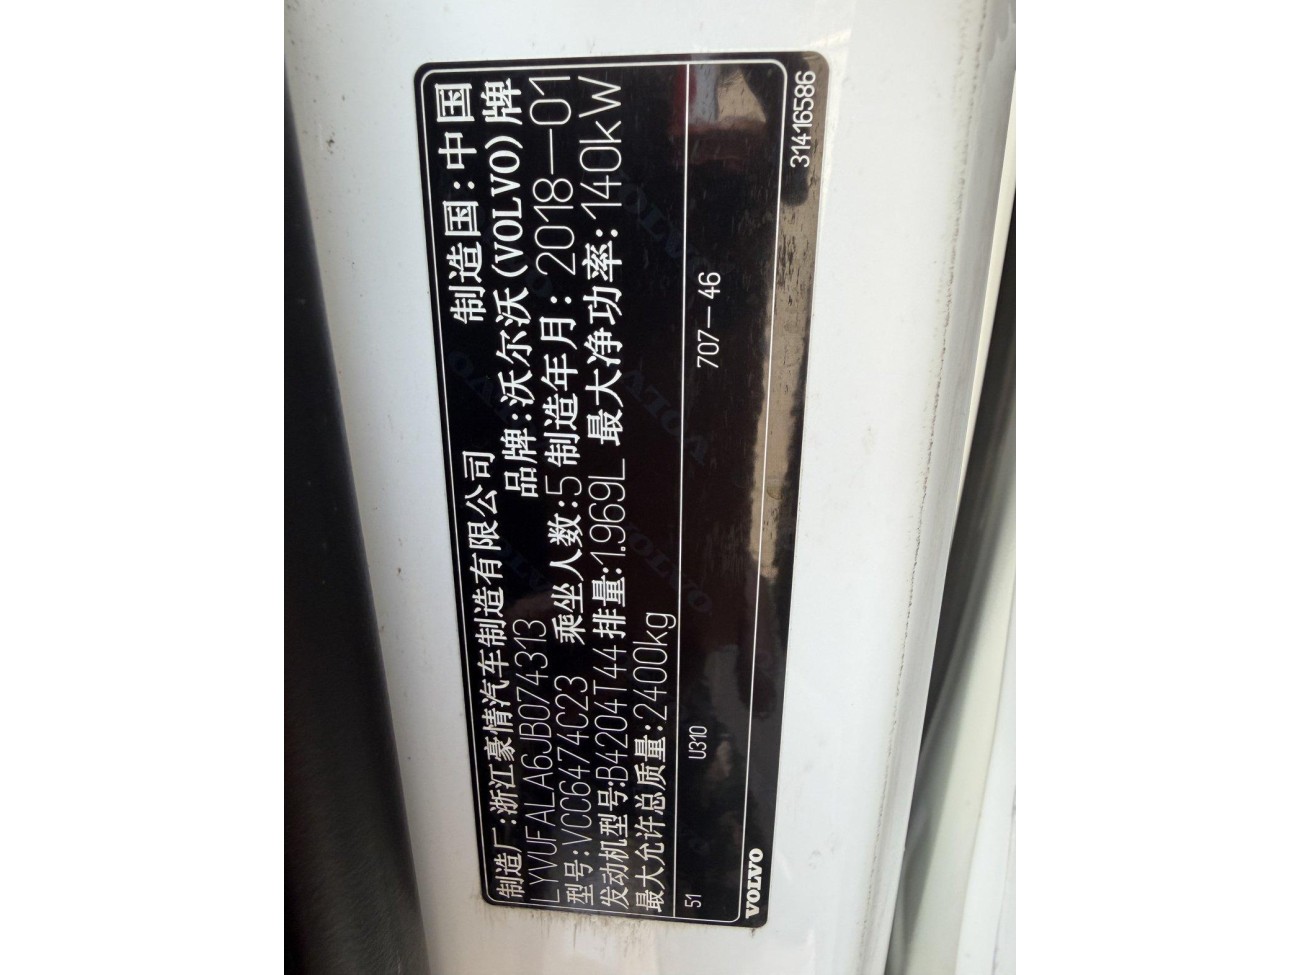 制造厂:浙江豪情汽车制造有限公司 制造国:中国
LYVUFALA6JB074313 品牌:沃尔沃(VOLVO)牌
型号:VCC6474C23 乘坐人数:5 制造年月:2018-01
发动机型号:B4204T44 排量:1.969L 最大净功率:140kW
最大允许总质量:2400kg
51 U310 707-46
VOLVO 31416586